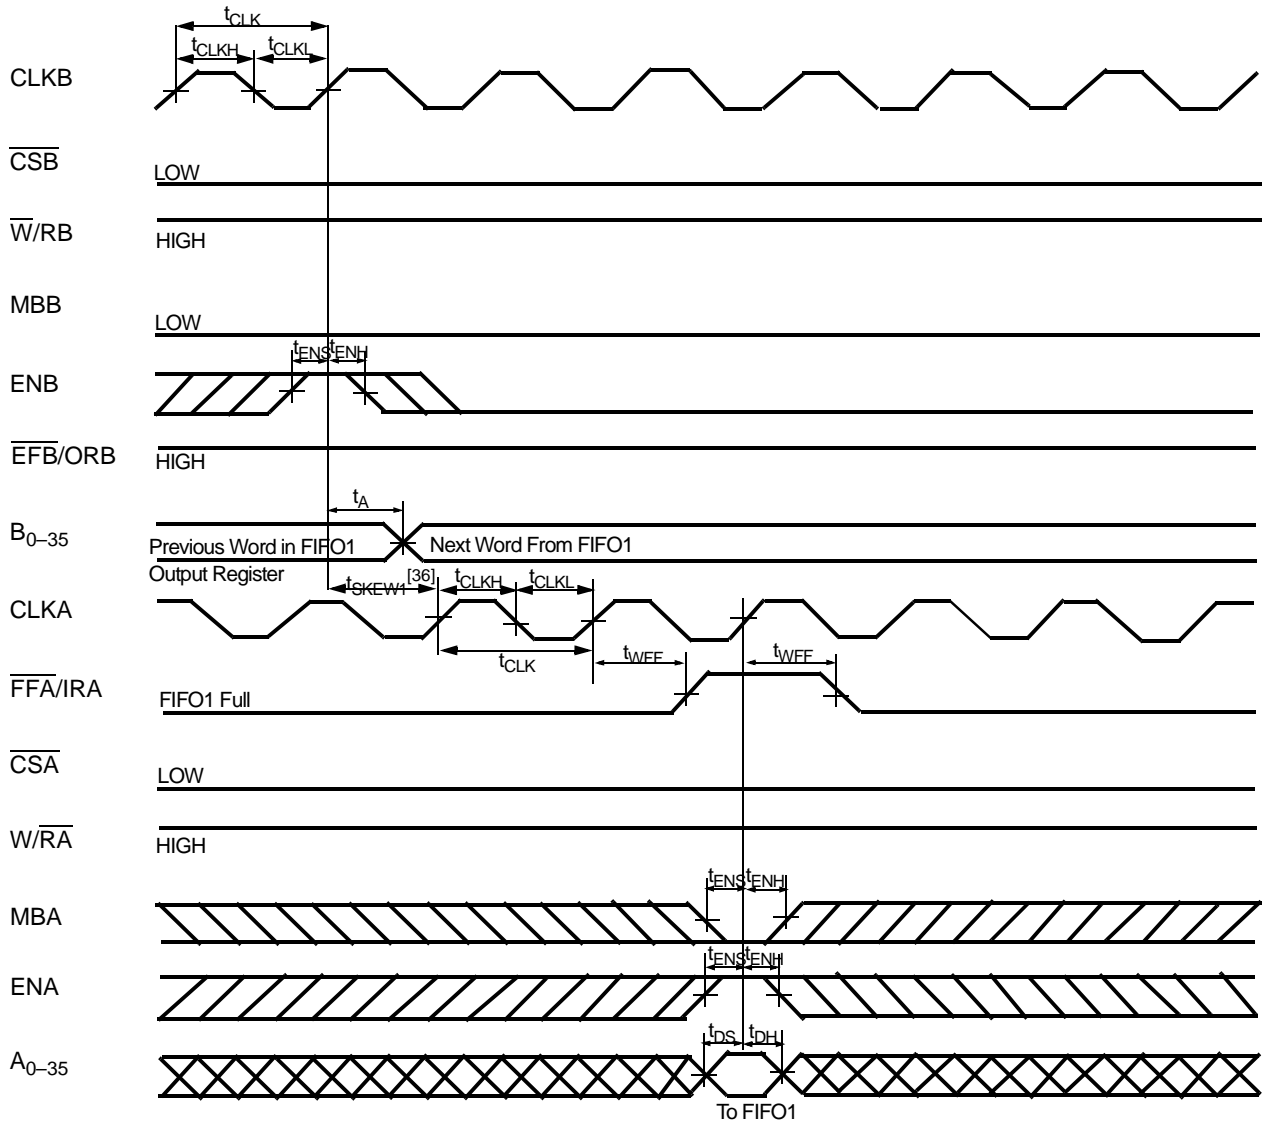 tCLK
tCLKH tCLKL
CLKB
CSB
LOW
W/RB
HIGH
MBB
LOW
tENS tENH
ENB
EFB/ORB
HIGH
tA
B0–35
Previous Word in FIFO1 Next Word From FIFO1
Output Register
tSKEW1[36] tCLKH tCLKL
CLKA
tCLK
tWFF tWFF
FFA/IRA
FIFO1 Full
CSA
LOW
W/RA
HIGH
tENS tENH
MBA
tENS tENH
ENA
tDS tDH
A0–35
To FIFO1